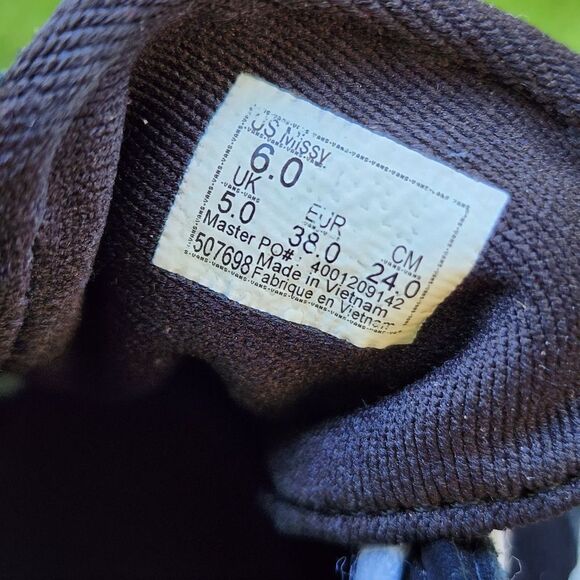 US Missy
6.0
UK EUR CM
5.0 38.0 24.0
Master PO#: 4001209142
507698 Made in Vietnam
Fabrique en Vietnam